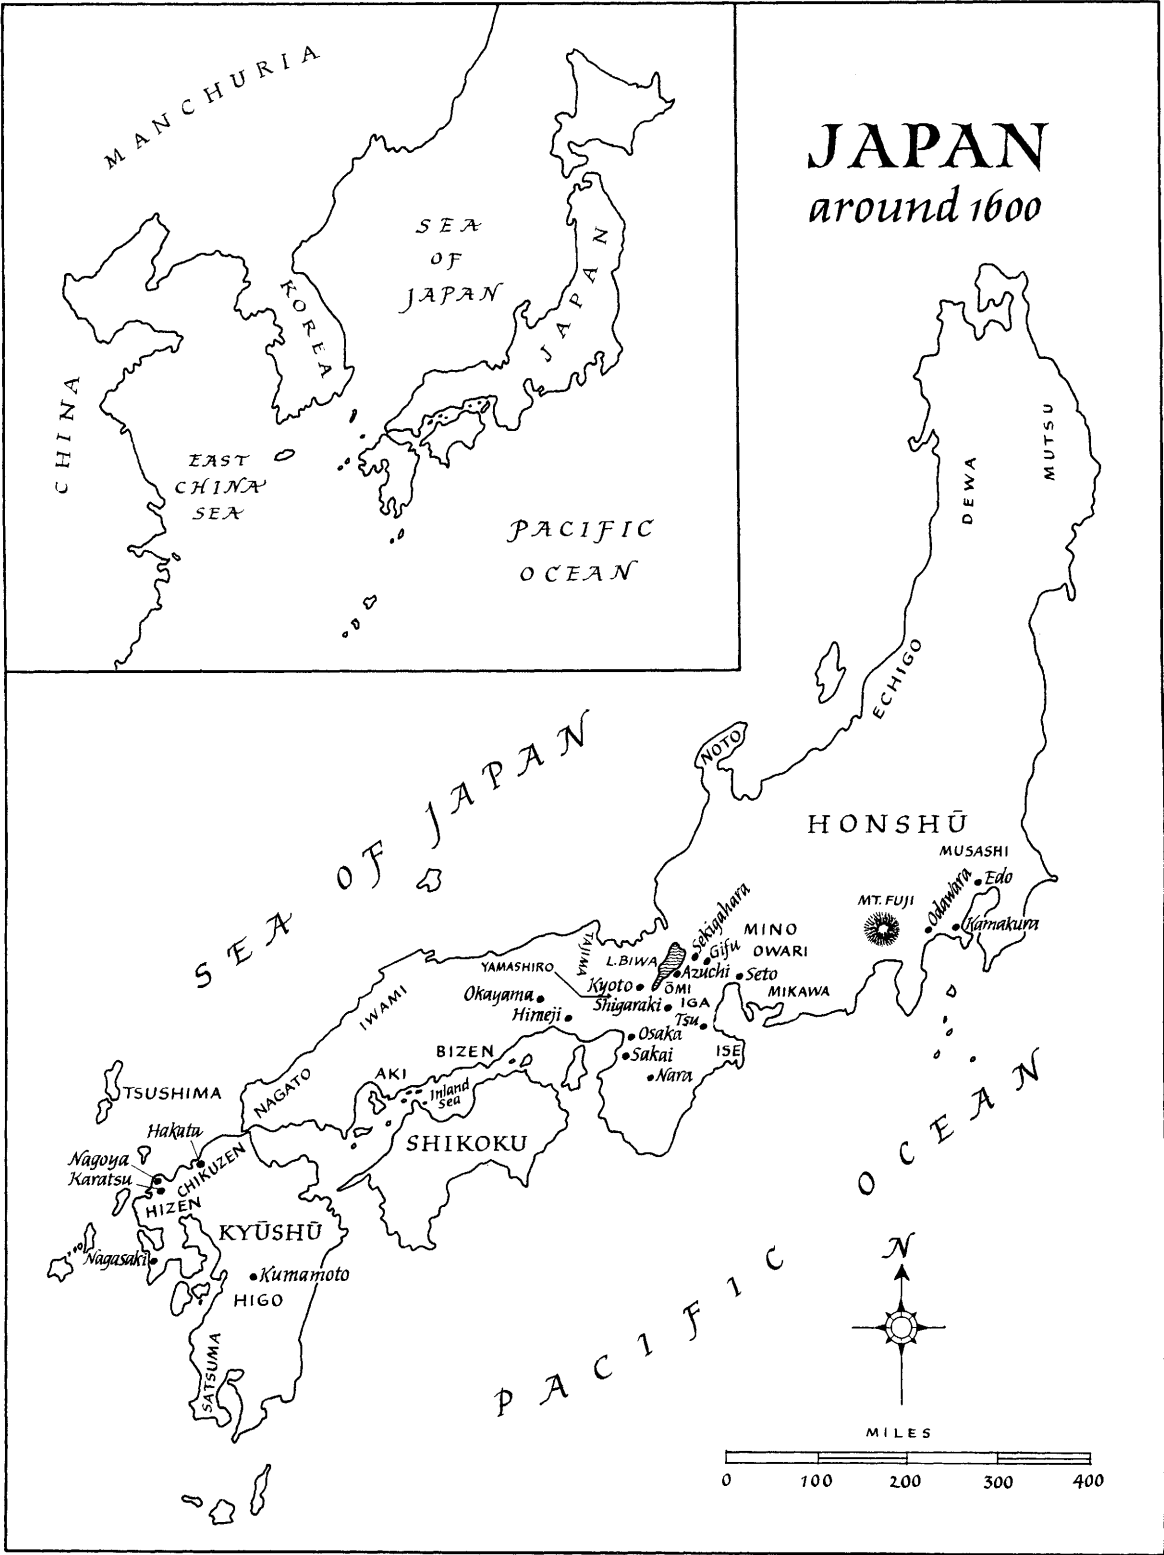 MANCHURIA
SEA
OF
JAPAN
KOREA
JAPAN
CHINA
EAST
CHINA
SEA
PACIFIC
OCEAN
JAPAN
around 1600
MUTSU
DEWA
ECHIGO
NOTO
SEA OF JAPAN
HONSHŪ
MUSASHI
Edo
Odawara
Kamakura
MT. FUJI
Sekigahara
MINO
Gifu
OWARI
TAJIMA
L. BIWA
Azuchi
Seto
YAMASHIRO
Kyoto
ŌMI
MIKAWA
Okayama
Shigaraki
IGA
Himeji
Tsu
IWAMI
Osaka
BIZEN
Sakai
ISE
AKI
Nara
Inland
Sea
NAGATO
TSUSHIMA
SHIKOKU
Hakata
Nagoya
Karatsu
CHIKUZEN
HIZEN
KYŪSHŪ
Nagasaki
Kumamoto
HIGO
SATSUMA
PACIFIC OCEAN
N
MILES
0 100 200 300 400